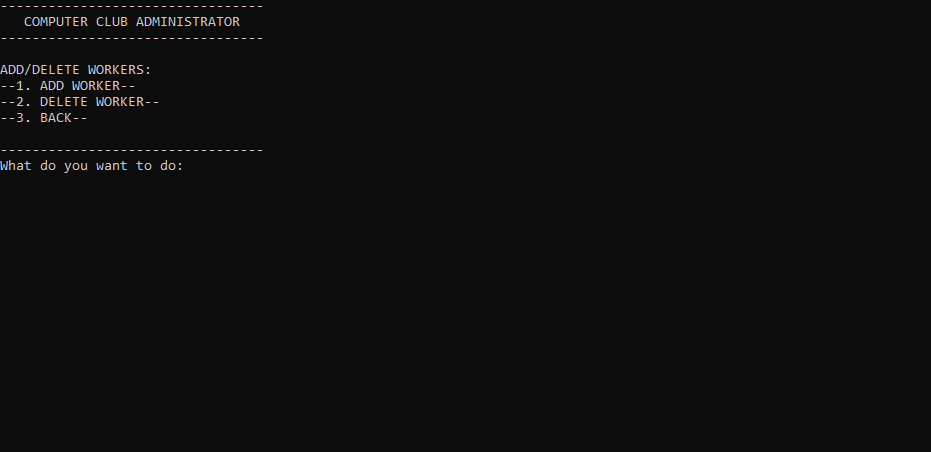 ---------------------------------
   COMPUTER CLUB ADMINISTRATOR
---------------------------------
ADD/DELETE WORKERS:
--1. ADD WORKER--
--2. DELETE WORKER--
--3. BACK--
---------------------------------
What do you want to do: